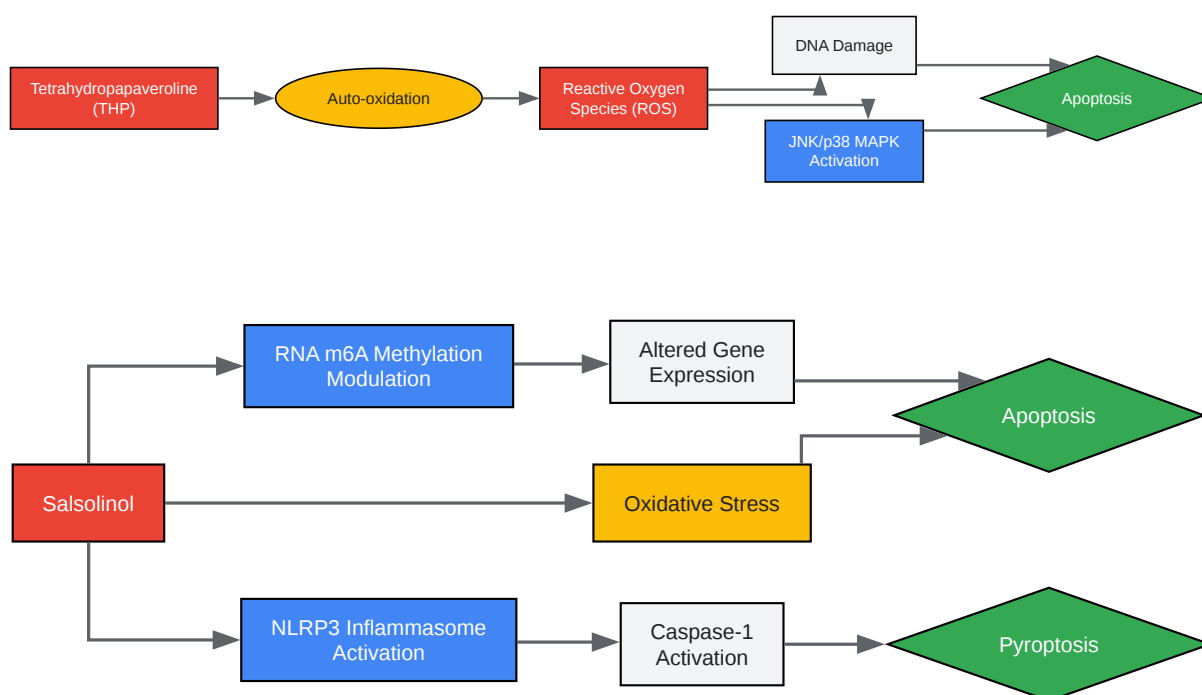 Tetrahydropapaveroline
(THP)
Auto-oxidation
Reactive Oxygen
Species (ROS)
DNA Damage
JNK/p38 MAPK
Activation
Apoptosis
RNA m6A Methylation
Modulation
Altered Gene
Expression
Apoptosis
Salsolinol
Oxidative Stress
NLRP3 Inflammasome
Activation
Caspase-1
Activation
Pyroptosis